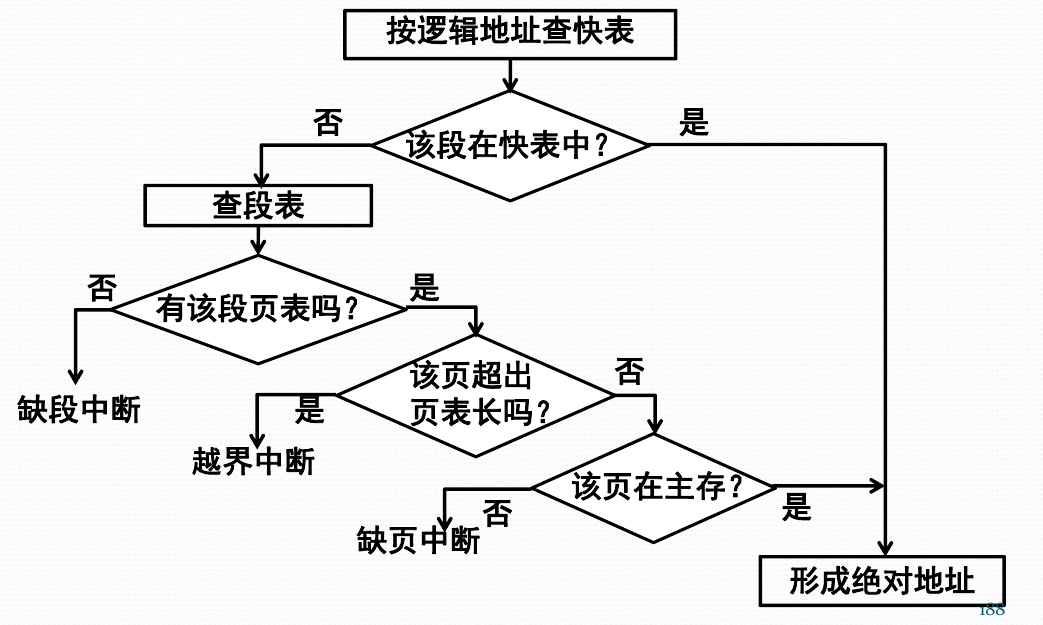 按逻辑地址查快表
否
是
该段在快表中?
查段表
否
有该段页表吗?
是
该页超出
页表长吗?
否
是
缺段中断
越界中断
该页在主存?
否
是
缺页中断
形成绝对地址
188